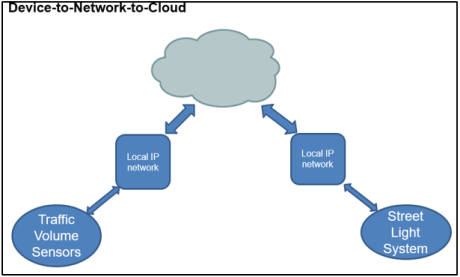 Device-to-Network-to-Cloud
Local IP
network
Local IP
network
Traffic
Volume
Sensors
Street
Light
System